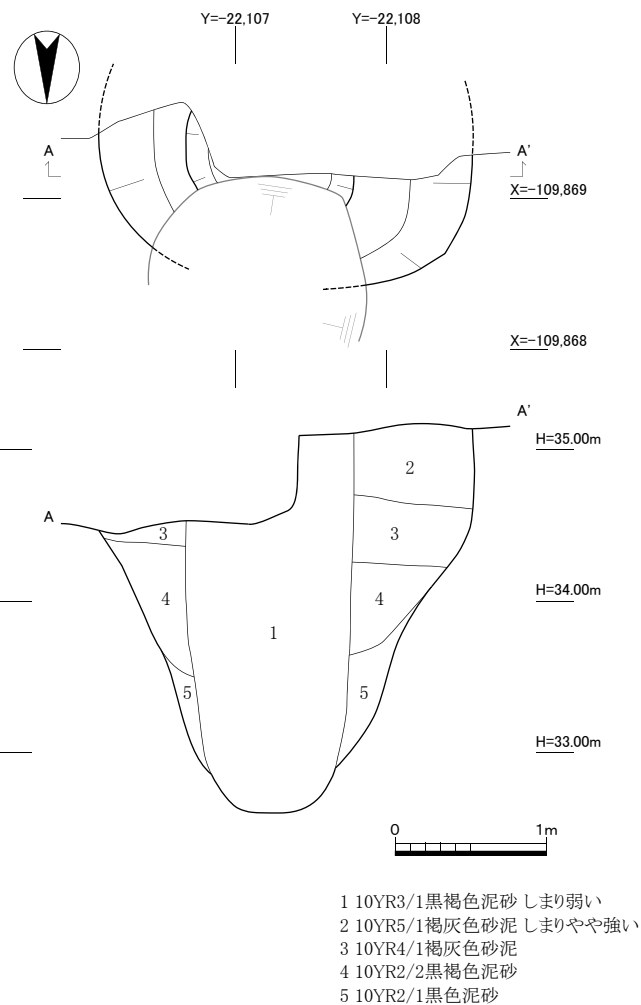 Y=-22,107 Y=-22,108
A A'
X=-109,869
X=-109,868
A'
H=35.00m
2
A
3 3
H=34.00m
4 4
1
5 5
H=33.00m
0 1m
1 10YR3/1黒褐色泥砂 しまり弱い
2 10YR5/1褐灰色砂泥 しまりやや強い
3 10YR4/1褐灰色砂泥
4 10YR2/2黒褐色泥砂
5 10YR2/1黒色泥砂